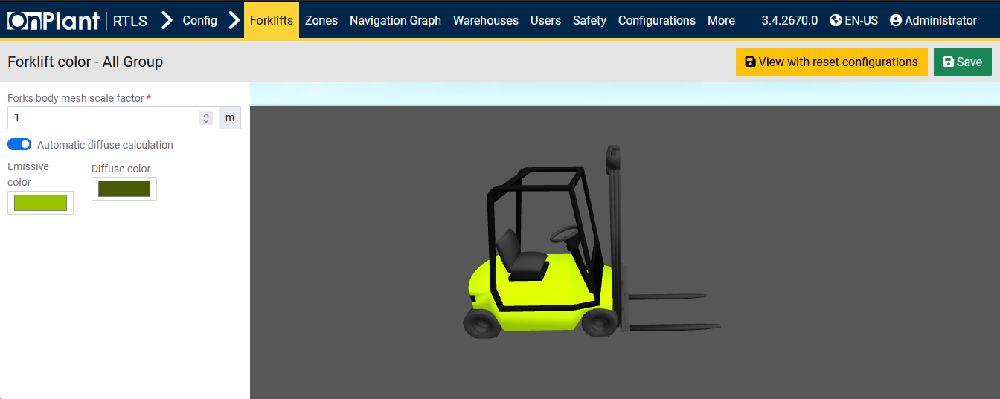 OnPlant RTLS Config Forklifts Zones Navigation Graph Warehouses Users Safety Configurations More 3.4.2670.0 EN-US Administrator
Forklift color - All Group View with reset configurations Save
Forks body mesh scale factor *
1 m
Automatic diffuse calculation
Emissive
color
Diffuse color